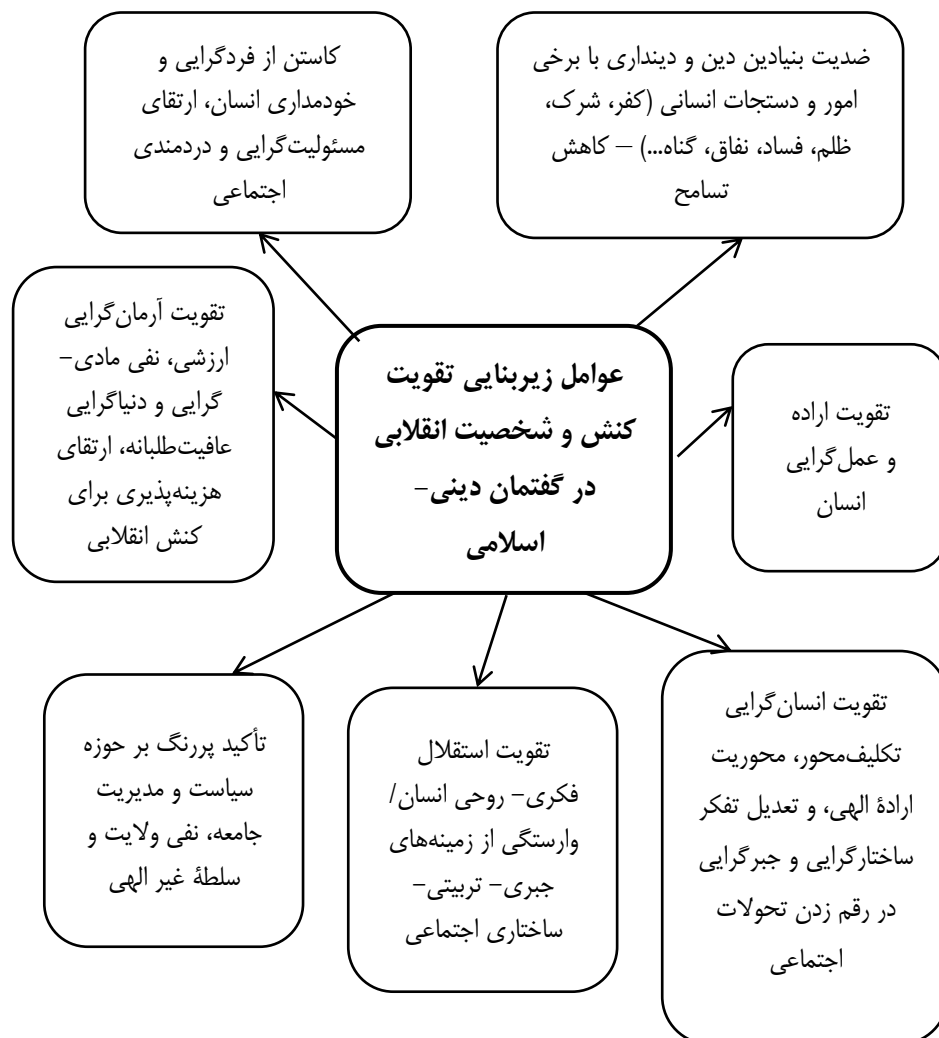 ضدیت بنیادین دین و دینداری با برخی
امور و دستجات انسانی (کفر، شرک،
ظلم، فساد، نفاق، گناه...) – کاهش
تسامح
کاستن از فردگرایی و
خودمداری انسان، ارتقای
مسئولیت‌گرایی و دردمندی
اجتماعی
تقویت آرمان‌گرایی
ارزشی، نفی مادی-
گرایی و دنیاگرایی
عافیت‌طلبانه، ارتقای
هزینه‌پذیری برای
کنش انقلابی
عوامل زیربنایی تقویت
کنش و شخصیت انقلابی
در گفتمان دینی-
اسلامی
تقویت اراده
و عمل‌گرایی
انسان
تقویت انسان‌گرایی
تکلیف‌محور، محوریت
ارادۀ الهی، و تعدیل تفکر
ساختارگرایی و جبرگرایی
در رقم زدن تحولات
اجتماعی
تقویت استقلال
فکری- روحی انسان/
وارستگی از زمینه‌های
جبری- تربیتی-
ساختاری اجتماعی
تأکید پررنگ بر حوزه
سیاست و مدیریت
جامعه، نفی ولایت و
سلطۀ غیر الهی